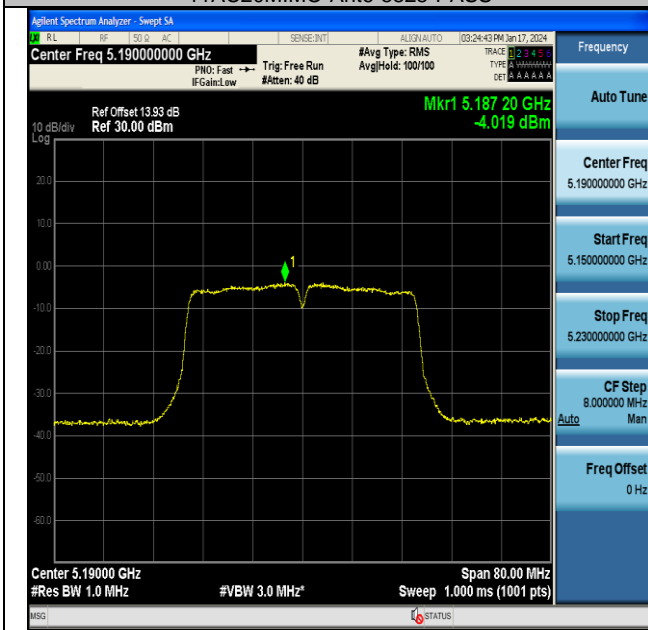 Agilent Spectrum Analyzer - Swept SA
RL RF 50 Ω AC SENSE:INT ALIGN AUTO 03:24:43 PM Jan 17, 2024
Center Freq 5.190000000 GHz #Avg Type: RMS TRACE 1 2 3 4 5 6
PNO: Fast Trig: Free Run Avg|Hold: 100/100 TYPE A
IFGain:Low #Atten: 40 dB DET A A A A A A
Frequency
Auto Tune
Mkr1 5.187 20 GHz
-4.019 dBm
Ref Offset 13.93 dB
10 dB/div Ref 30.00 dBm
Log
20.0
10.0
0.00
-10.0
-20.0
-30.0
-40.0
-50.0
-60.0
1
Center Freq
5.190000000 GHz
Start Freq
5.150000000 GHz
Stop Freq
5.230000000 GHz
CF Step
8.000000 MHz
Auto Man
Freq Offset
0 Hz
Center 5.19000 GHz Span 80.00 MHz
#Res BW 1.0 MHz #VBW 3.0 MHz* Sweep 1.000 ms (1001 pts)
MSG STATUS